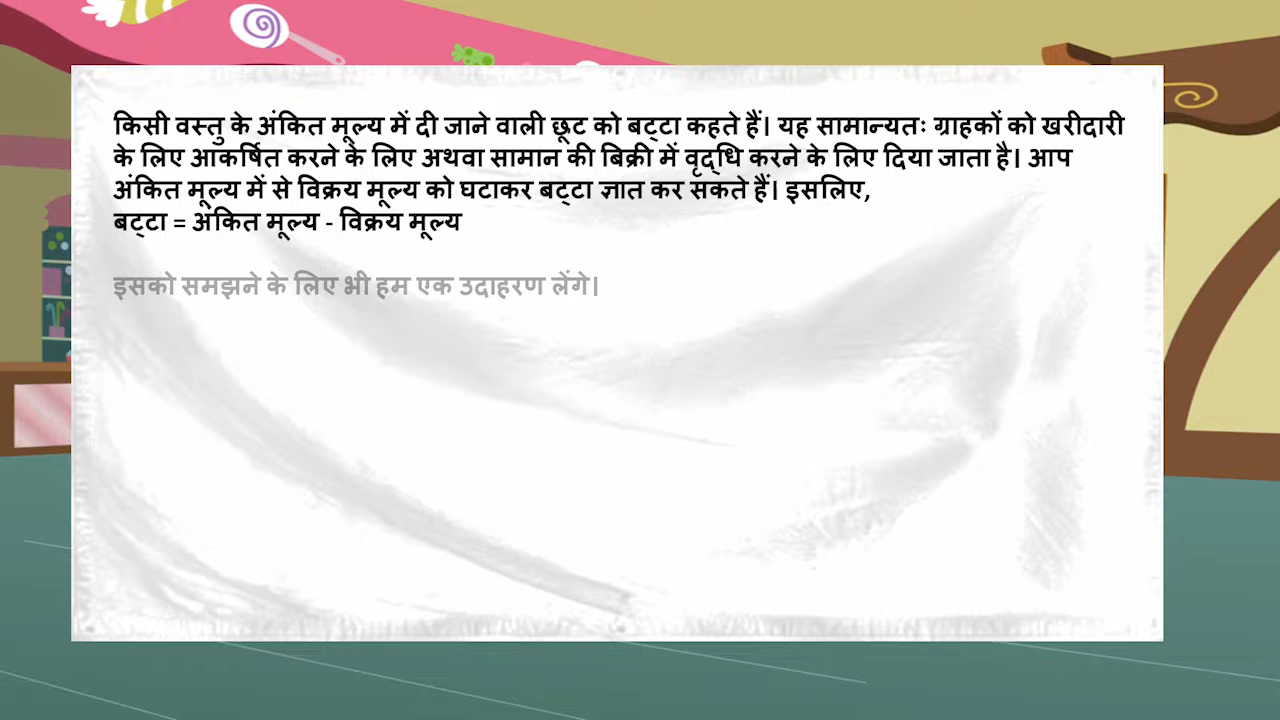 किसी वस्तु के अंकित मूल्य में दी जाने वाली छूट को बट्टा कहते हैं। यह सामान्यतः ग्राहकों को खरीदारी
के लिए आकर्षित करने के लिए अथवा सामान की बिक्री में वृद्धि करने के लिए दिया जाता है। आप
अंकित मूल्य में से विक्रय मूल्य को घटाकर बट्टा ज्ञात कर सकते हैं। इसलिए,
बट्टा = अंकित मूल्य - विक्रय मूल्य
इसको समझने के लिए भी हम एक उदाहरण लेंगे।